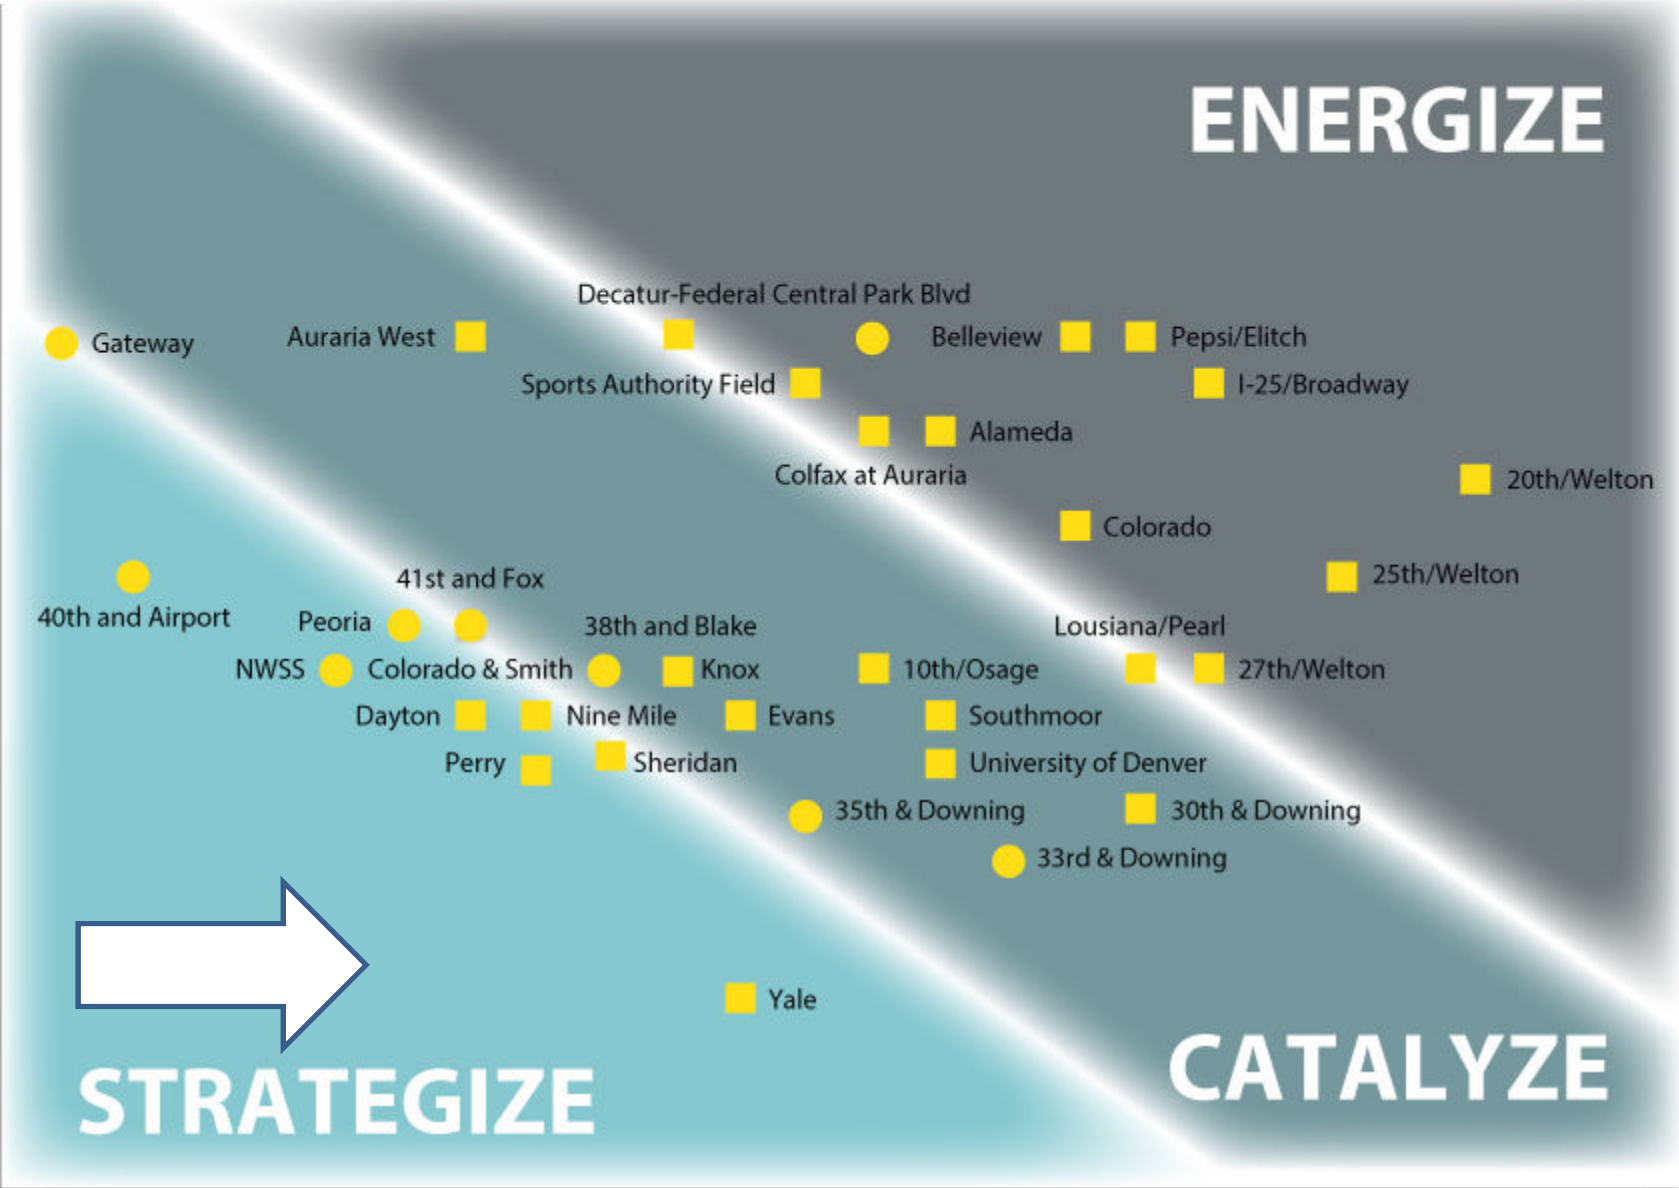 ENERGIZE
Decatur-Federal Central Park Blvd
Gateway
Auraria West
Belleview
Pepsi/Elitch
Sports Authority Field
I-25/Broadway
Alameda
Colfax at Auraria
20th/Welton
Colorado
25th/Welton
41st and Fox
40th and Airport
Peoria
38th and Blake
Lousiana/Pearl
NWSS
Colorado & Smith
Knox
10th/Osage
27th/Welton
Dayton
Nine Mile
Evans
Southmoor
Perry
Sheridan
University of Denver
35th & Downing
30th & Downing
33rd & Downing
Yale
CATALYZE
STRATEGIZE